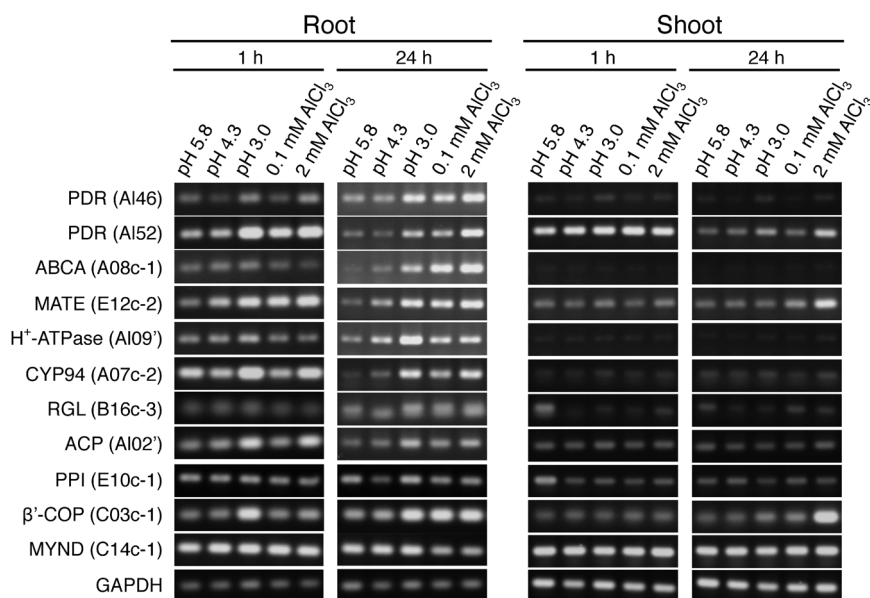 Root Shoot
1 h 24 h 1 h 24 h
pH 5.8 pH 4.3 pH 3.0 0.1 mM AlCl₃ 2 mM AlCl₃ pH 5.8 pH 4.3 pH 3.0 0.1 mM AlCl₃ 2 mM AlCl₃ pH 5.8 pH 4.3 pH 3.0 0.1 mM AlCl₃ 2 mM AlCl₃ pH 5.8 pH 4.3 pH 3.0 0.1 mM AlCl₃ 2 mM AlCl₃
PDR (Al46)
PDR (Al52)
ABCA (A08c-1)
MATE (E12c-2)
H⁺-ATPase (Al09’)
CYP94 (A07c-2)
RGL (B16c-3)
ACP (Al02’)
PPI (E10c-1)
β’-COP (C03c-1)
MYND (C14c-1)
GAPDH